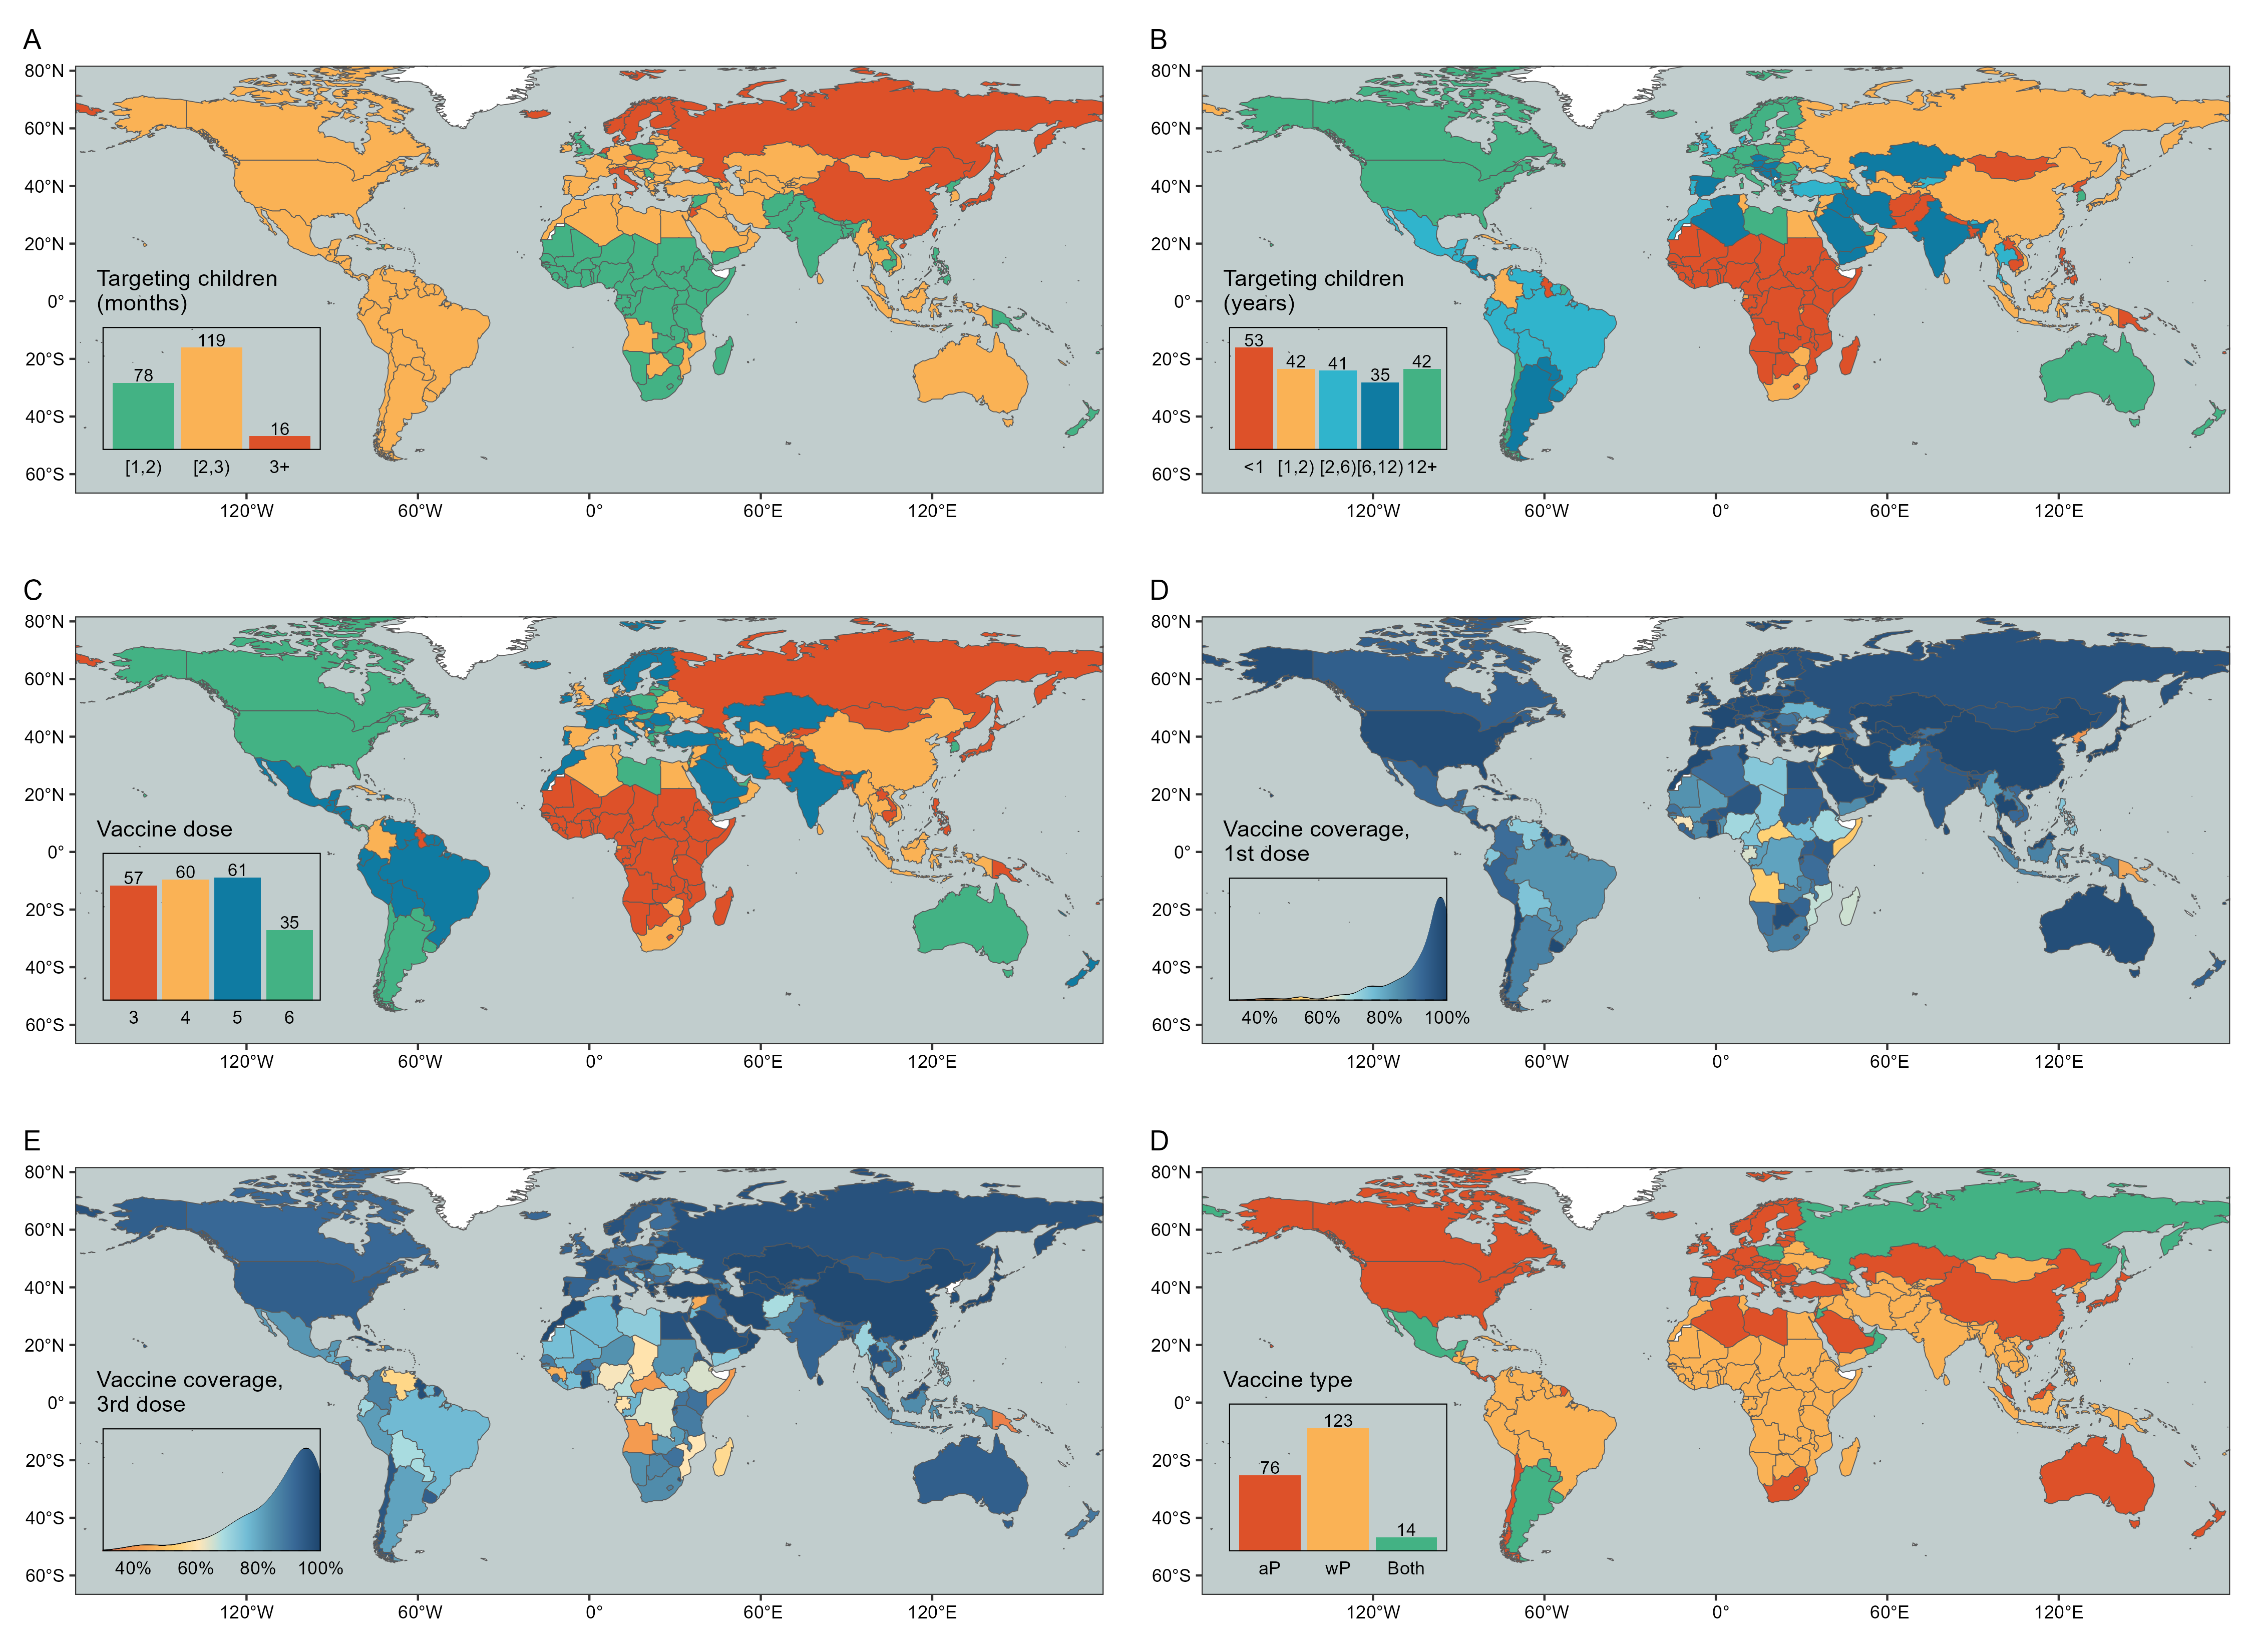 A
80°N
60°N
40°N
20°N
0°
20°S
40°S
60°S
Targeting children
(months)
78
119
16
[1,2)
[2,3)
3+
120°W
60°W
0°
60°E
120°E
B
80°N
60°N
40°N
20°N
0°
20°S
40°S
60°S
Targeting children
(years)
53
42
41
35
42
<1
[1,2)
[2,6)
[6,12)
12+
120°W
60°W
0°
60°E
120°E
C
80°N
60°N
40°N
20°N
0°
20°S
40°S
60°S
Vaccine dose
57
60
61
35
3
4
5
6
120°W
60°W
0°
60°E
120°E
D
80°N
60°N
40°N
20°N
0°
20°S
40°S
60°S
Vaccine coverage,
1st dose
40%
60%
80%
100%
120°W
60°W
0°
60°E
120°E
E
80°N
60°N
40°N
20°N
0°
20°S
40°S
60°S
Vaccine coverage,
3rd dose
40%
60%
80%
100%
120°W
60°W
0°
60°E
120°E
D
80°N
60°N
40°N
20°N
0°
20°S
40°S
60°S
Vaccine type
76
123
14
aP
wP
Both
120°W
60°W
0°
60°E
120°E